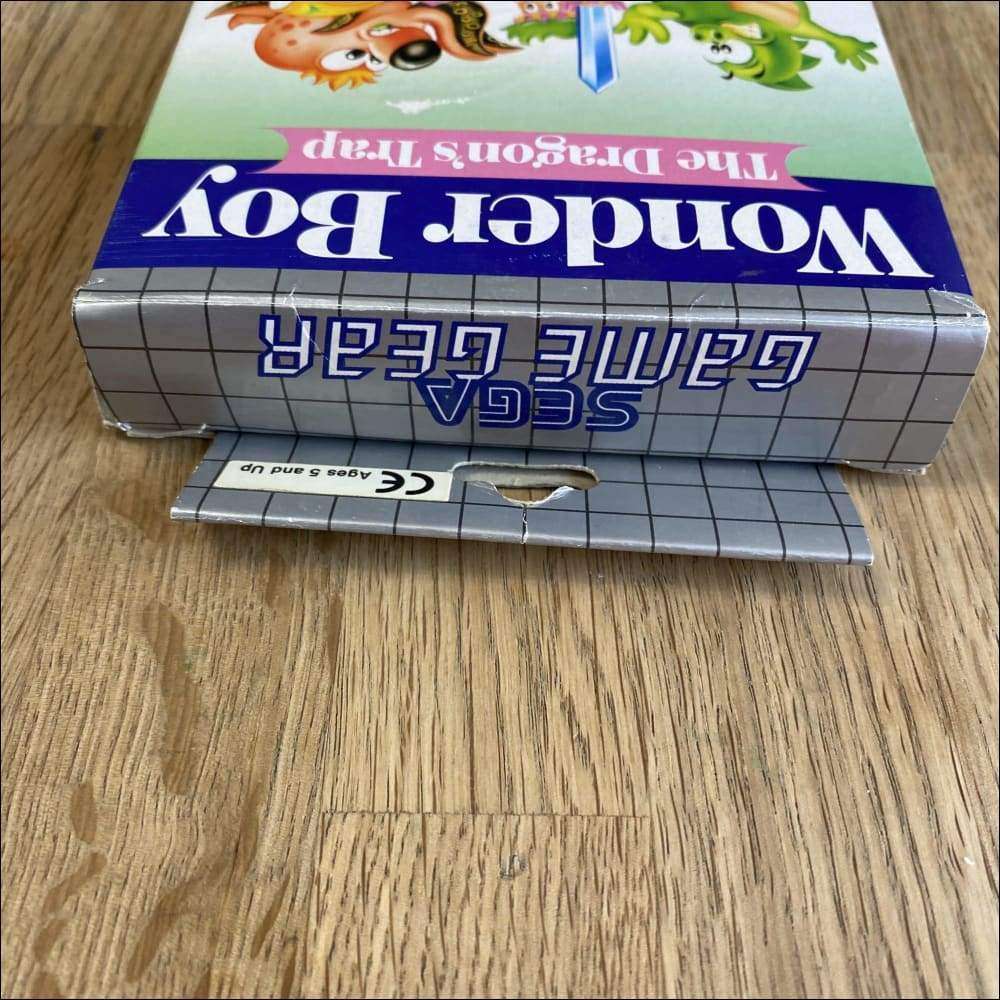 CE Ages 5 and Up
SEGA
GAME GEAR
Wonder Boy
The Dragon's Trap